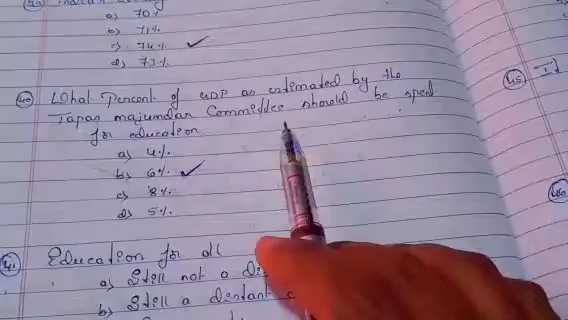 a) 70%
b) 71%
c) 74% ✓
d) 73%
40 What Percent of GDP as estimated by the
Tapas majumdar Committee should be spend
for education
a) 4%
b) 6% ✓
c) 8%
d) 5%
41 Education for all
a) Still not a
b) Still a distant
45
46